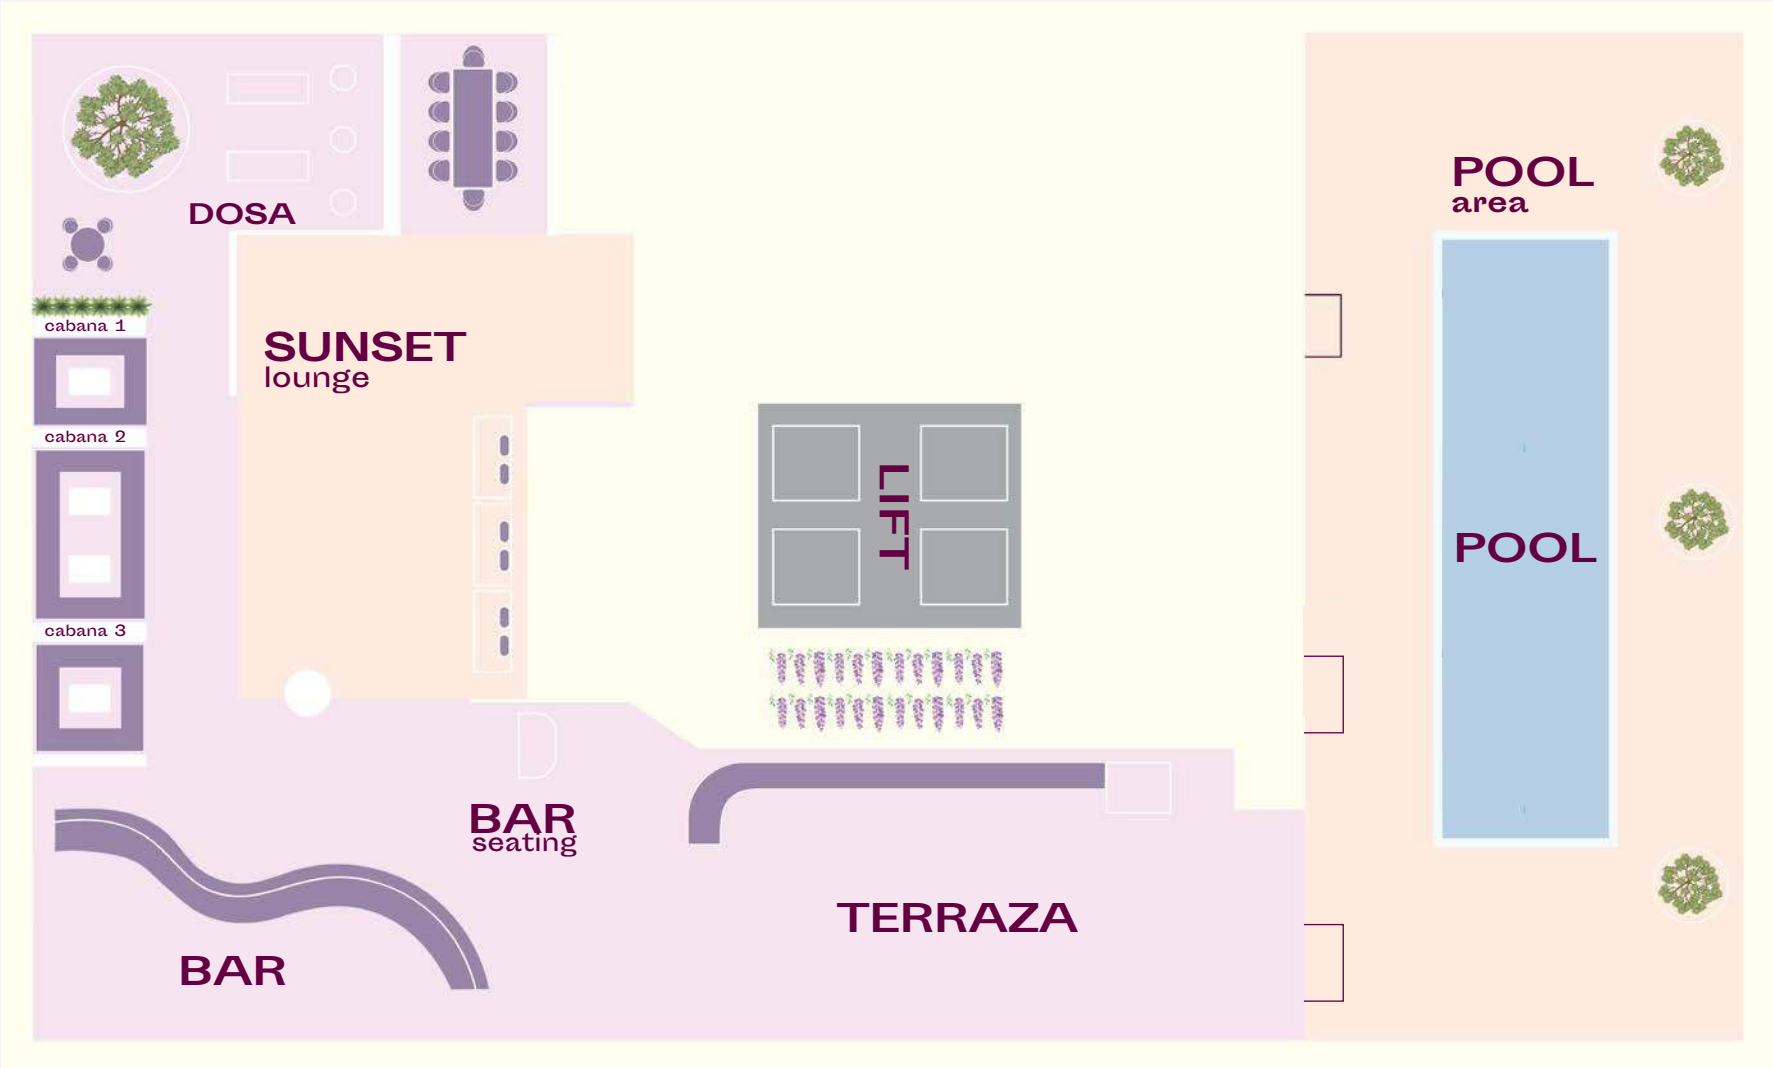 DOSA
cabana 1
SUNSET
lounge
cabana 2
cabana 3
BAR
seating
BAR
LIFT
TERRAZA
POOL
area
POOL